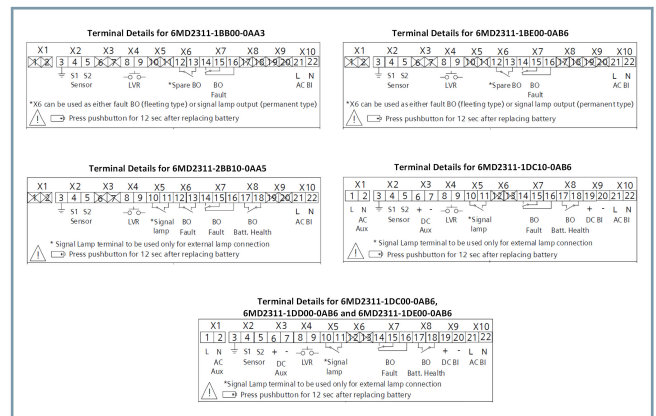 Terminal Details for 6MD2311-1BB00-0AA3
X1 X2 X3 X4 X5 X6 X7 X8 X9 X10
1 2 3 4 5 6 7 8 9 10 11 12 13 14 15 16 17 18 19 20 21 22
S1 S2 L N
Sensor LVR *Spare BO BO AC BI
Fault
*X6 can be used as either fault BO (fleeting type) or signal lamp output (permanent type)
! Press pushbutton for 12 sec after replacing battery
Terminal Details for 6MD2311-1BE00-0AB6
X1 X2 X3 X4 X5 X6 X7 X8 X9 X10
1 2 3 4 5 6 7 8 9 10 11 12 13 14 15 16 17 18 19 20 21 22
S1 S2 L N
Sensor LVR *Spare BO BO AC BI
Fault
*X6 can be used as either fault BO (fleeting type) or signal lamp output (permanent type)
! Press pushbutton for 12 sec after replacing battery
Terminal Details for 6MD2311-2BB10-0AA5
X1 X2 X3 X4 X5 X6 X7 X8 X9 X10
1 2 3 4 5 6 7 8 9 10 11 12 13 14 15 16 17 18 19 20 21 22
S1 S2 L N
Sensor LVR *Signal BO BO BO AC BI
lamp Fault Fault Batt. Health
* Signal Lamp terminal to be used only for external lamp connection
! Press pushbutton for 12 sec after replacing battery
Terminal Details for 6MD2311-1DC10-0AB6
X1 X2 X3 X4 X5 X6 X7 X8 X9 X10
1 2 3 4 5 6 7 8 9 10 11 12 13 14 15 16 17 18 19 20 21 22
L N S1 S2 + - + - L N
AC Sensor DC LVR *Signal BO BO DC BI AC BI
Aux Aux lamp Fault Batt. Health
* Signal Lamp terminal to be used only for external lamp connection
! Press pushbutton for 12 sec after replacing battery
Terminal Details for 6MD2311-1DC00-0AB6,
6MD2311-1DD00-0AB6 and 6MD2311-1DE00-0AB6
X1 X2 X3 X4 X5 X6 X7 X8 X9 X10
1 2 3 4 5 6 7 8 9 10 11 12 13 14 15 16 17 18 19 20 21 22
L N S1 S2 + - + - L N
AC Sensor DC LVR *Signal BO BO DC BI AC BI
Aux Aux lamp Fault Batt. Health
*Signal Lamp terminal to be used only for external lamp connection
! Press pushbutton for 12 sec after replacing battery